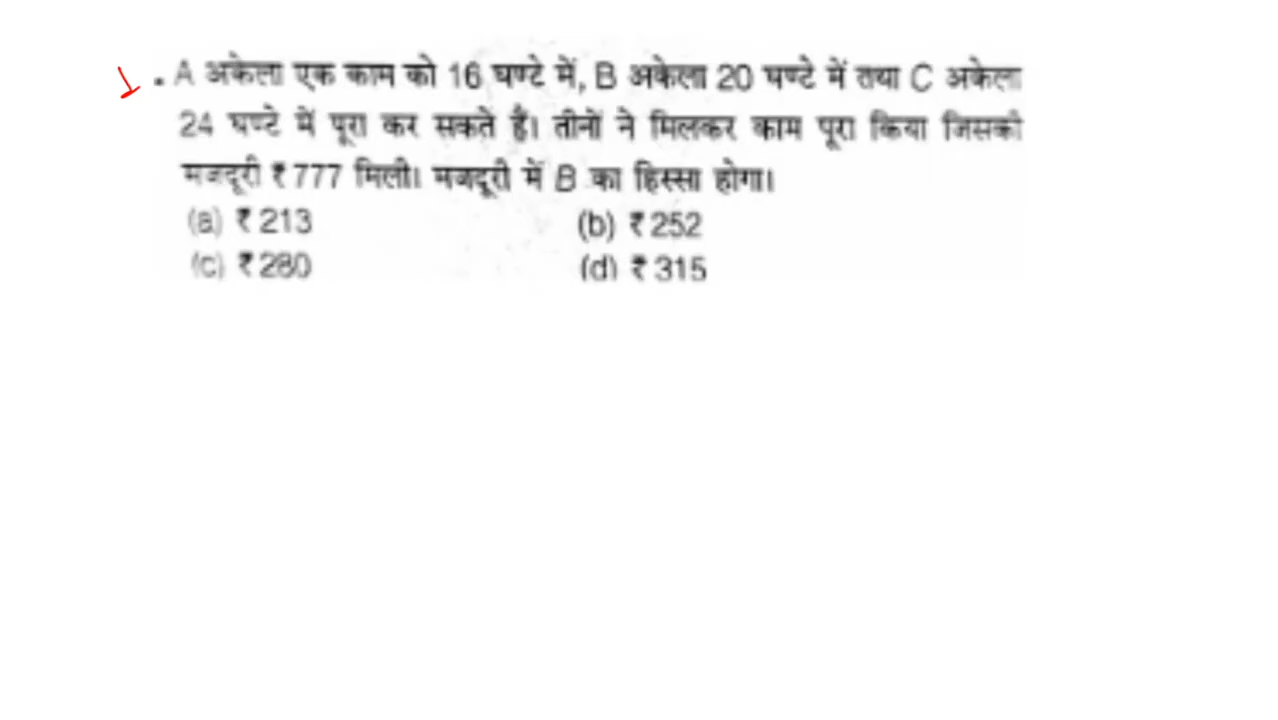 1. A अकेला एक काम को 16 घण्टे में, B अकेला 20 घण्टे में तथा C अकेला
24 घण्टे में पूरा कर सकते हैं। तीनों ने मिलकर काम पूरा किया जिसकी
मजदूरी ₹ 777 मिली। मजदूरी में B का हिस्सा होगा।
(a) ₹ 213 (b) ₹ 252
(c) ₹ 280 (d) ₹ 315